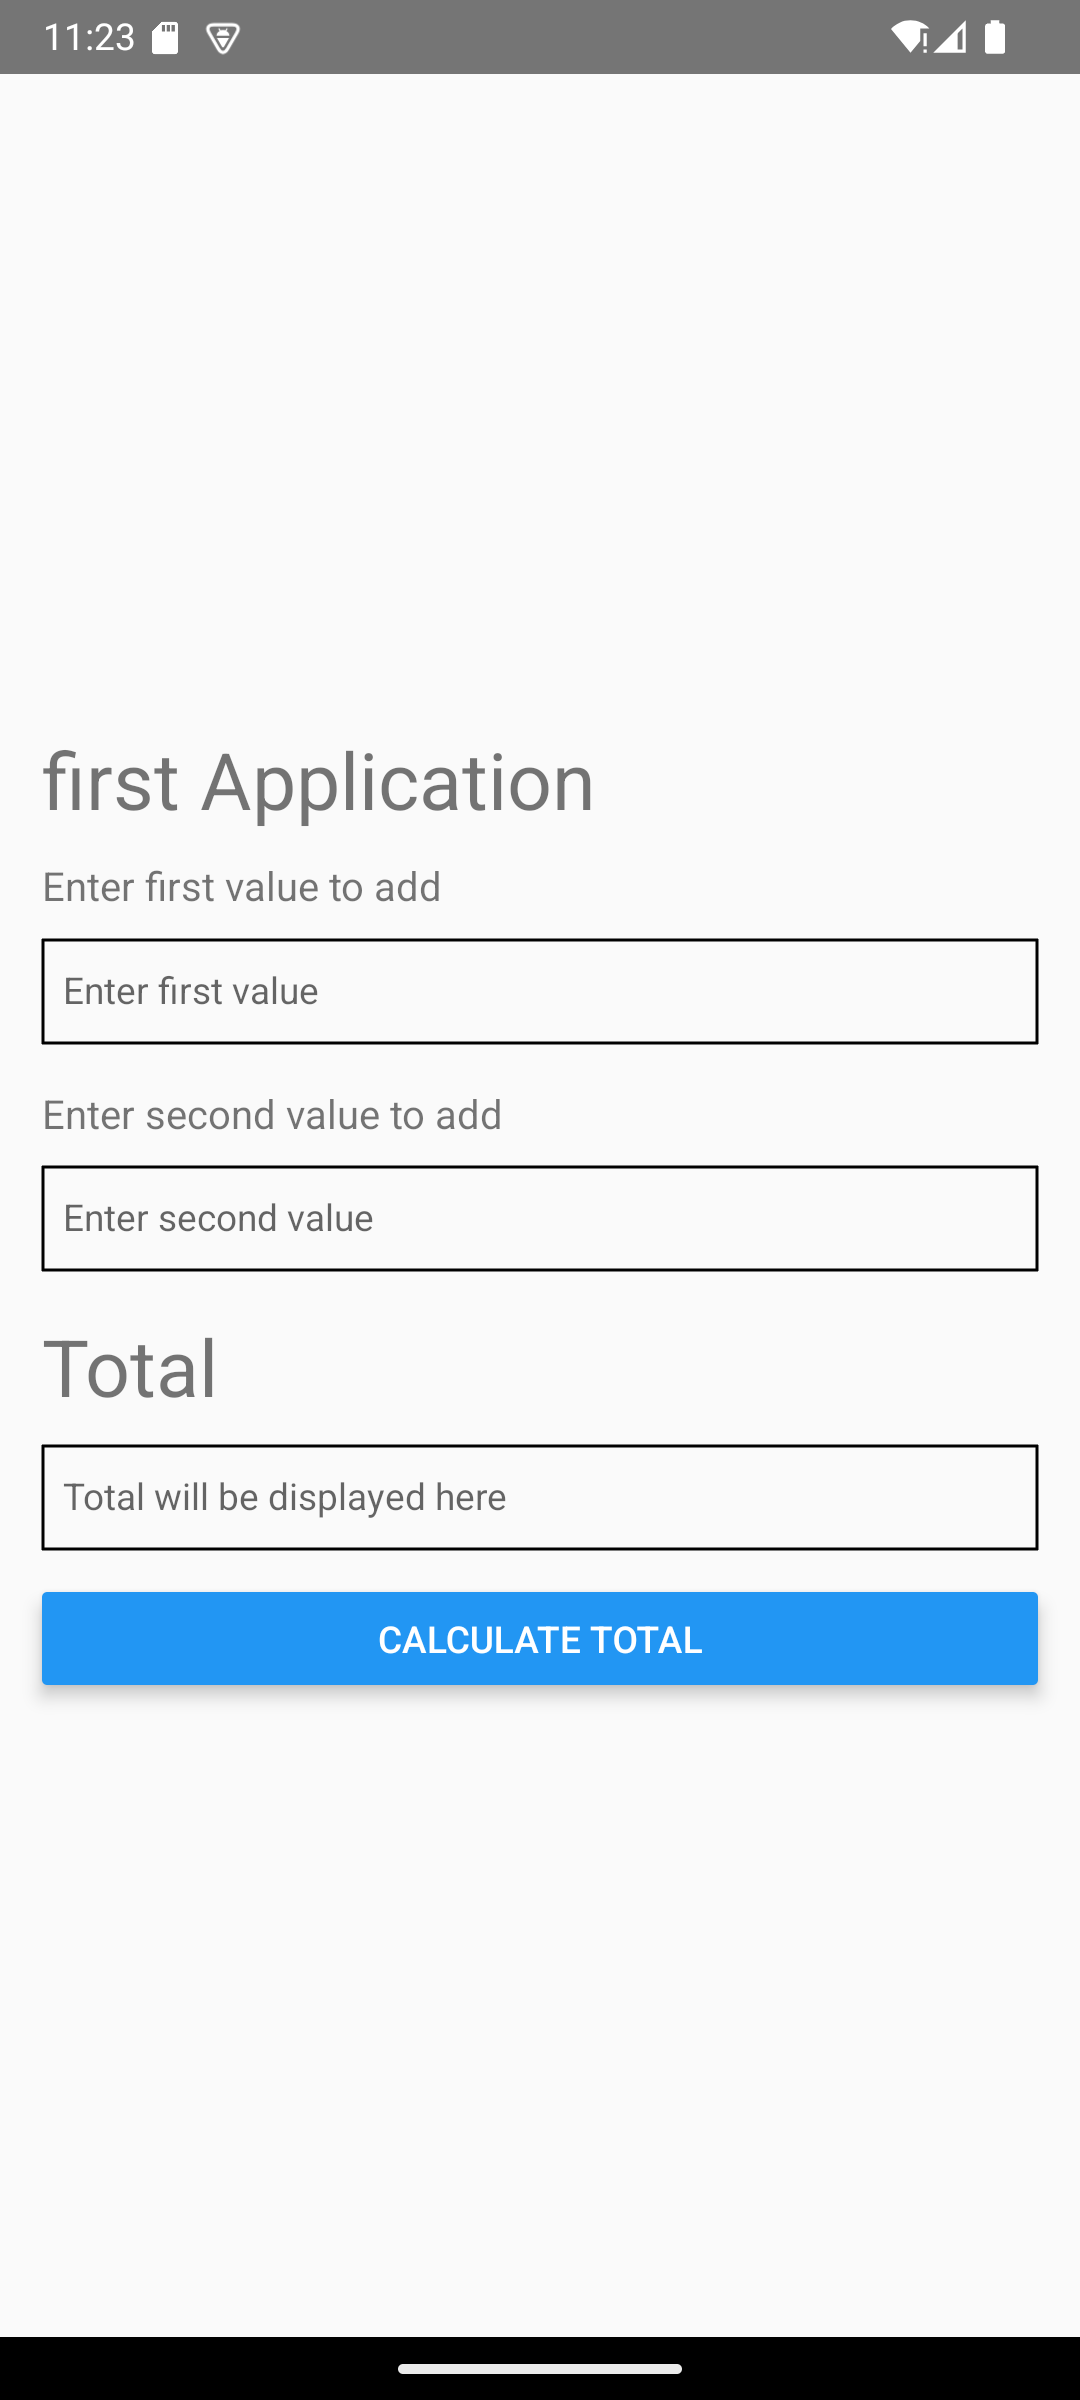 11:23
first Application
Enter first value to add
Enter first value
Enter second value to add
Enter second value
Total
Total will be displayed here
CALCULATE TOTAL